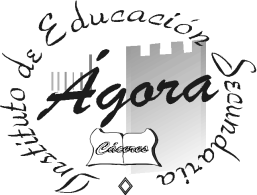 Instituto de Educación Secundaria
Ágora
Cáceres